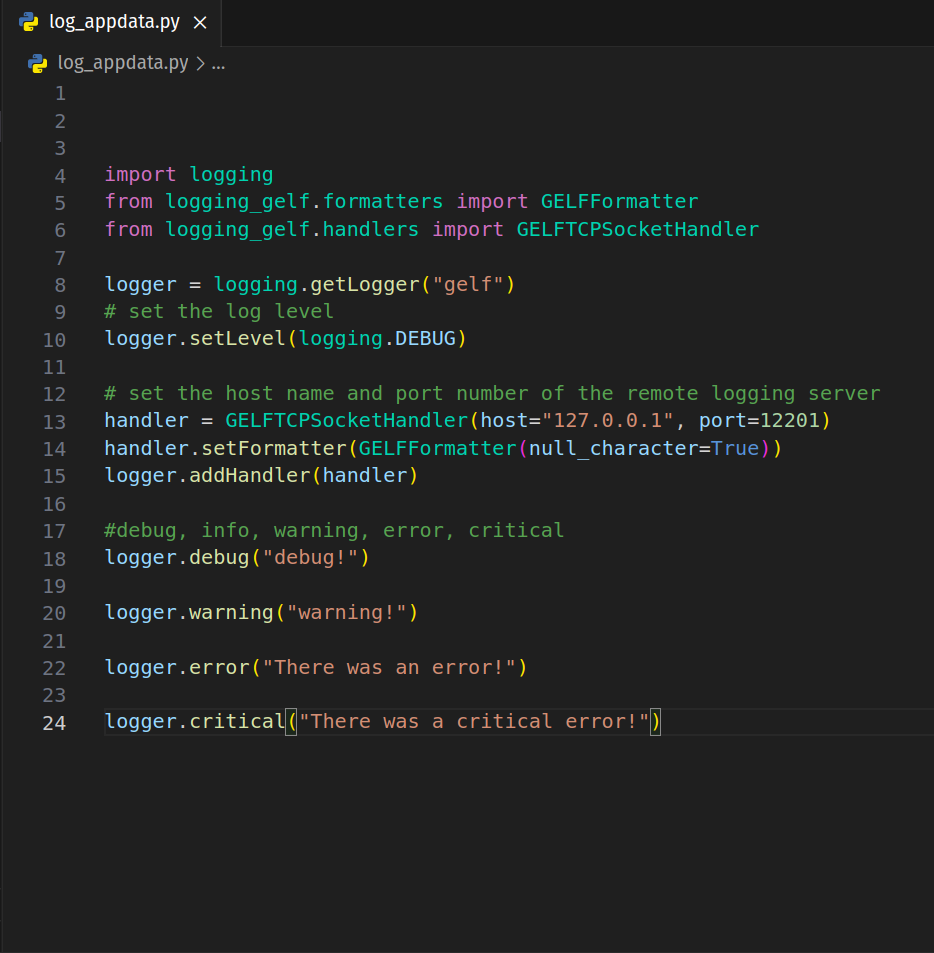 log_appdata.py
log_appdata.py > ...
1
2
3
4 import logging
5 from logging_gelf.formatters import GELFFormatter
6 from logging_gelf.handlers import GELFTCPSocketHandler
7
8 logger = logging.getLogger("gelf")
9 # set the log level
10 logger.setLevel(logging.DEBUG)
11
12 # set the host name and port number of the remote logging server
13 handler = GELFTCPSocketHandler(host="127.0.0.1", port=12201)
14 handler.setFormatter(GELFFormatter(null_character=True))
15 logger.addHandler(handler)
16
17 #debug, info, warning, error, critical
18 logger.debug("debug!")
19
20 logger.warning("warning!")
21
22 logger.error("There was an error!")
23
24 logger.critical("There was a critical error!")